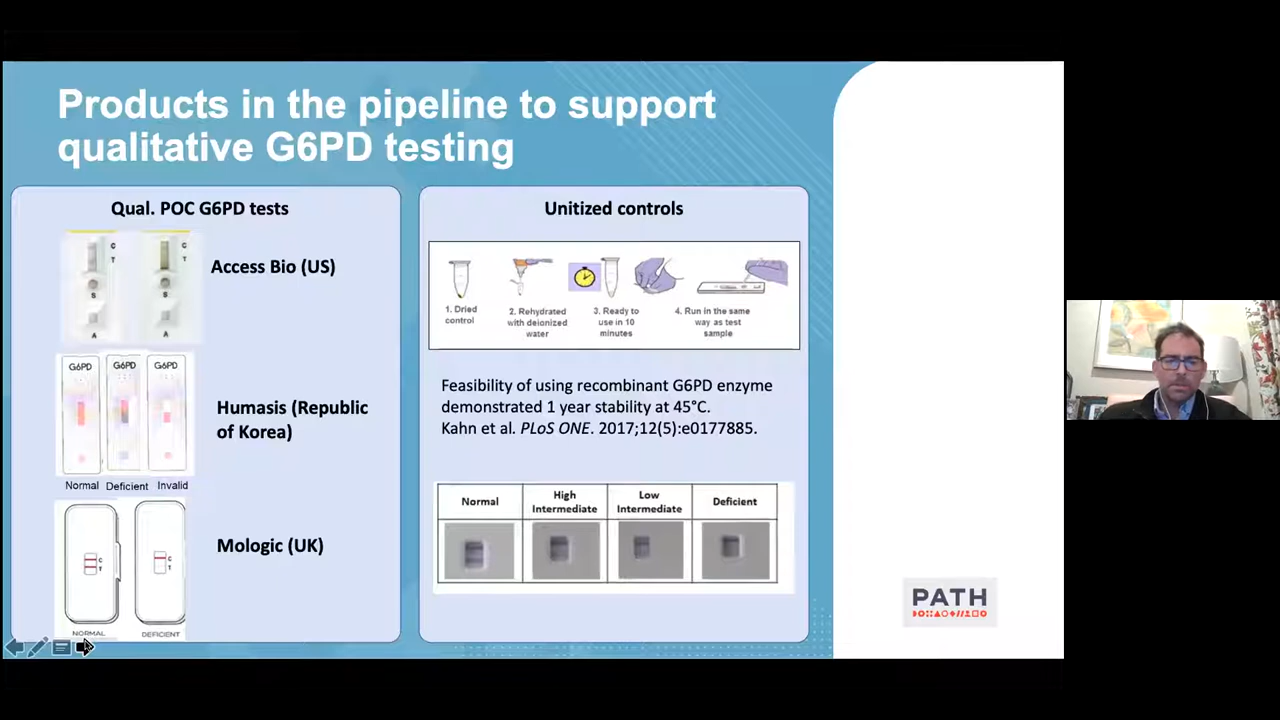 Products in the pipeline to support
qualitative G6PD testing
Qual. POC G6PD tests
C
T
S
A
C
T
S
A
Access Bio (US)
G6PD
G6PD
G6PD
Humasis (Republic
of Korea)
Normal
Deficient
Invalid
C
T
C
T
Mologic (UK)
NORMAL
DEFICIENT
Unitized controls
1. Dried
control
2. Rehydrated
with deionized
water
3. Ready to
use in 10
minutes
4. Run in the same
way as test
sample
Feasibility of using recombinant G6PD enzyme
demonstrated 1 year stability at 45°C.
Kahn et al. PLoS ONE. 2017;12(5):e0177885.
Normal
High
Intermediate
Low
Intermediate
Deficient
PATH